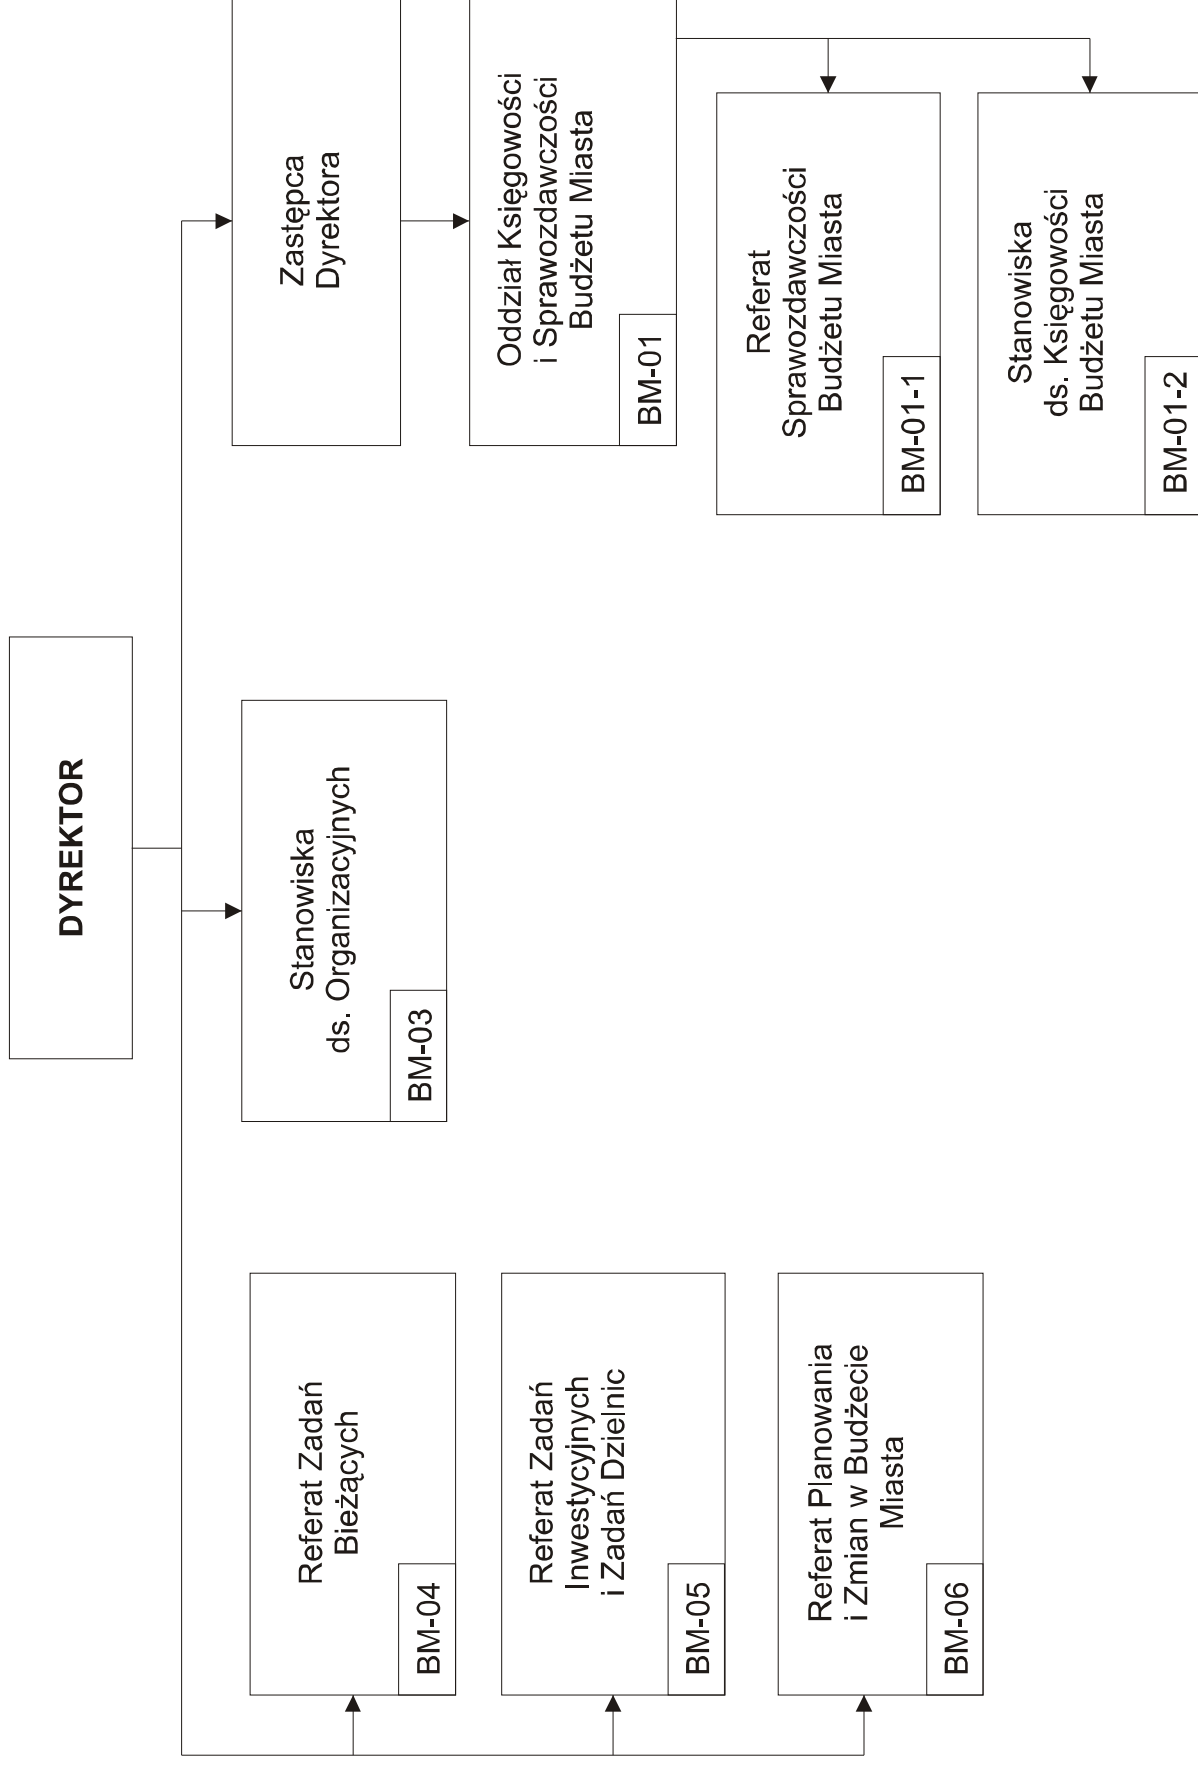 DYREKTOR
Referat Zadań
Bieżących
BM-04
Referat Zadań
Inwestycyjnych
i Zadań Dzielnic
BM-05
Referat Planowania
i Zmian w Budżecie
Miasta
BM-06
Stanowiska
ds. Organizacyjnych
BM-03
Zastępca
Dyrektora
Oddział Księgowości
i Sprawozdawczości
Budżetu Miasta
BM-01
Referat
Sprawozdawczości
Budżetu Miasta
BM-01-1
Stanowiska
ds. Księgowości
Budżetu Miasta
BM-01-2